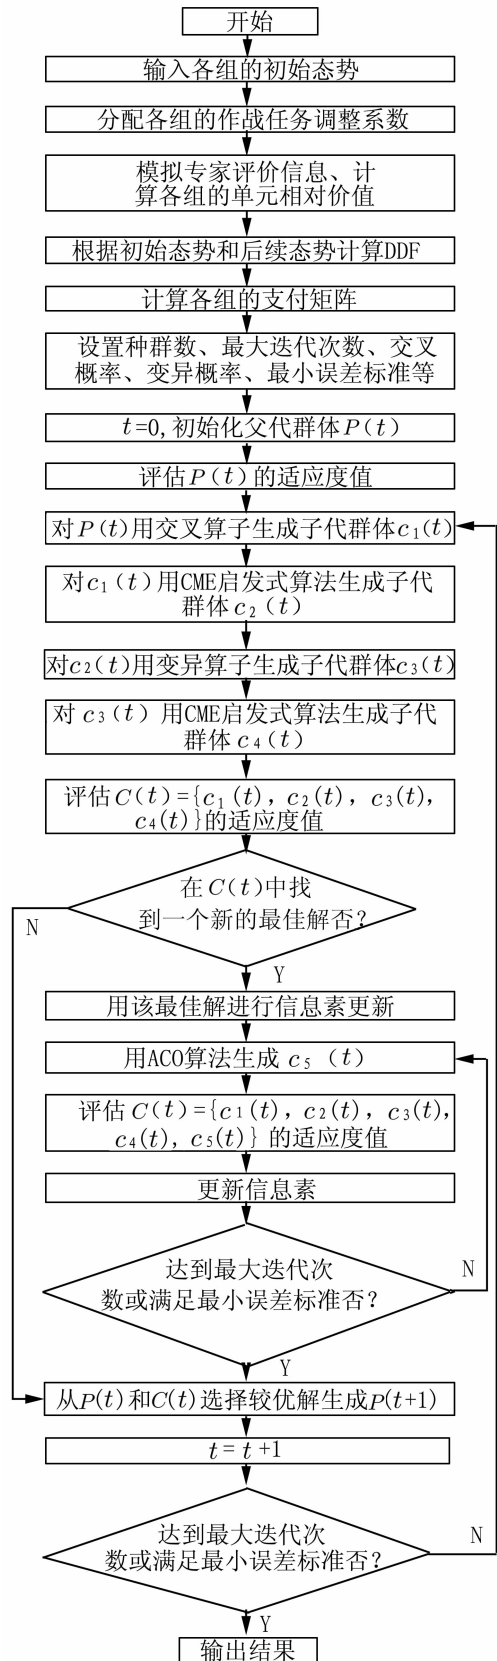 开始
输入各组的初始态势
分配各组的作战任务调整系数
模拟专家评价信息、计
算各组的单元相对价值
根据初始态势和后续态势计算DDF
计算各组的支付矩阵
设置种群数、最大迭代次数、交叉
概率、变异概率、最小误差标准等
t=0,初始化父代群体P(t)
评估P(t)的适应度值
对P(t)用交叉算子生成子代群体c₁(t)
对c₁(t)用CME启发式算法生成子代
群体c₂(t)
对c₂(t)用变异算子生成子代群体c₃(t)
对c₃(t)用CME启发式算法生成子代
群体c₄(t)
评估C(t)={c₁(t),c₂(t),c₃(t),
c₄(t)}的适应度值
在C(t)中找
到一个新的最佳解否?
N
Y
用该最佳解进行信息素更新
用ACO算法生成c₅(t)
评估C(t)={c₁(t),c₂(t),c₃(t),
c₄(t),c₅(t)}的适应度值
更新信息素
达到最大迭代次
数或满足最小误差标准否?
N
Y
从P(t)和C(t)选择较优解生成P(t+1)
t=t+1
达到最大迭代次
数或满足最小误差标准否?
N
Y
输出结果